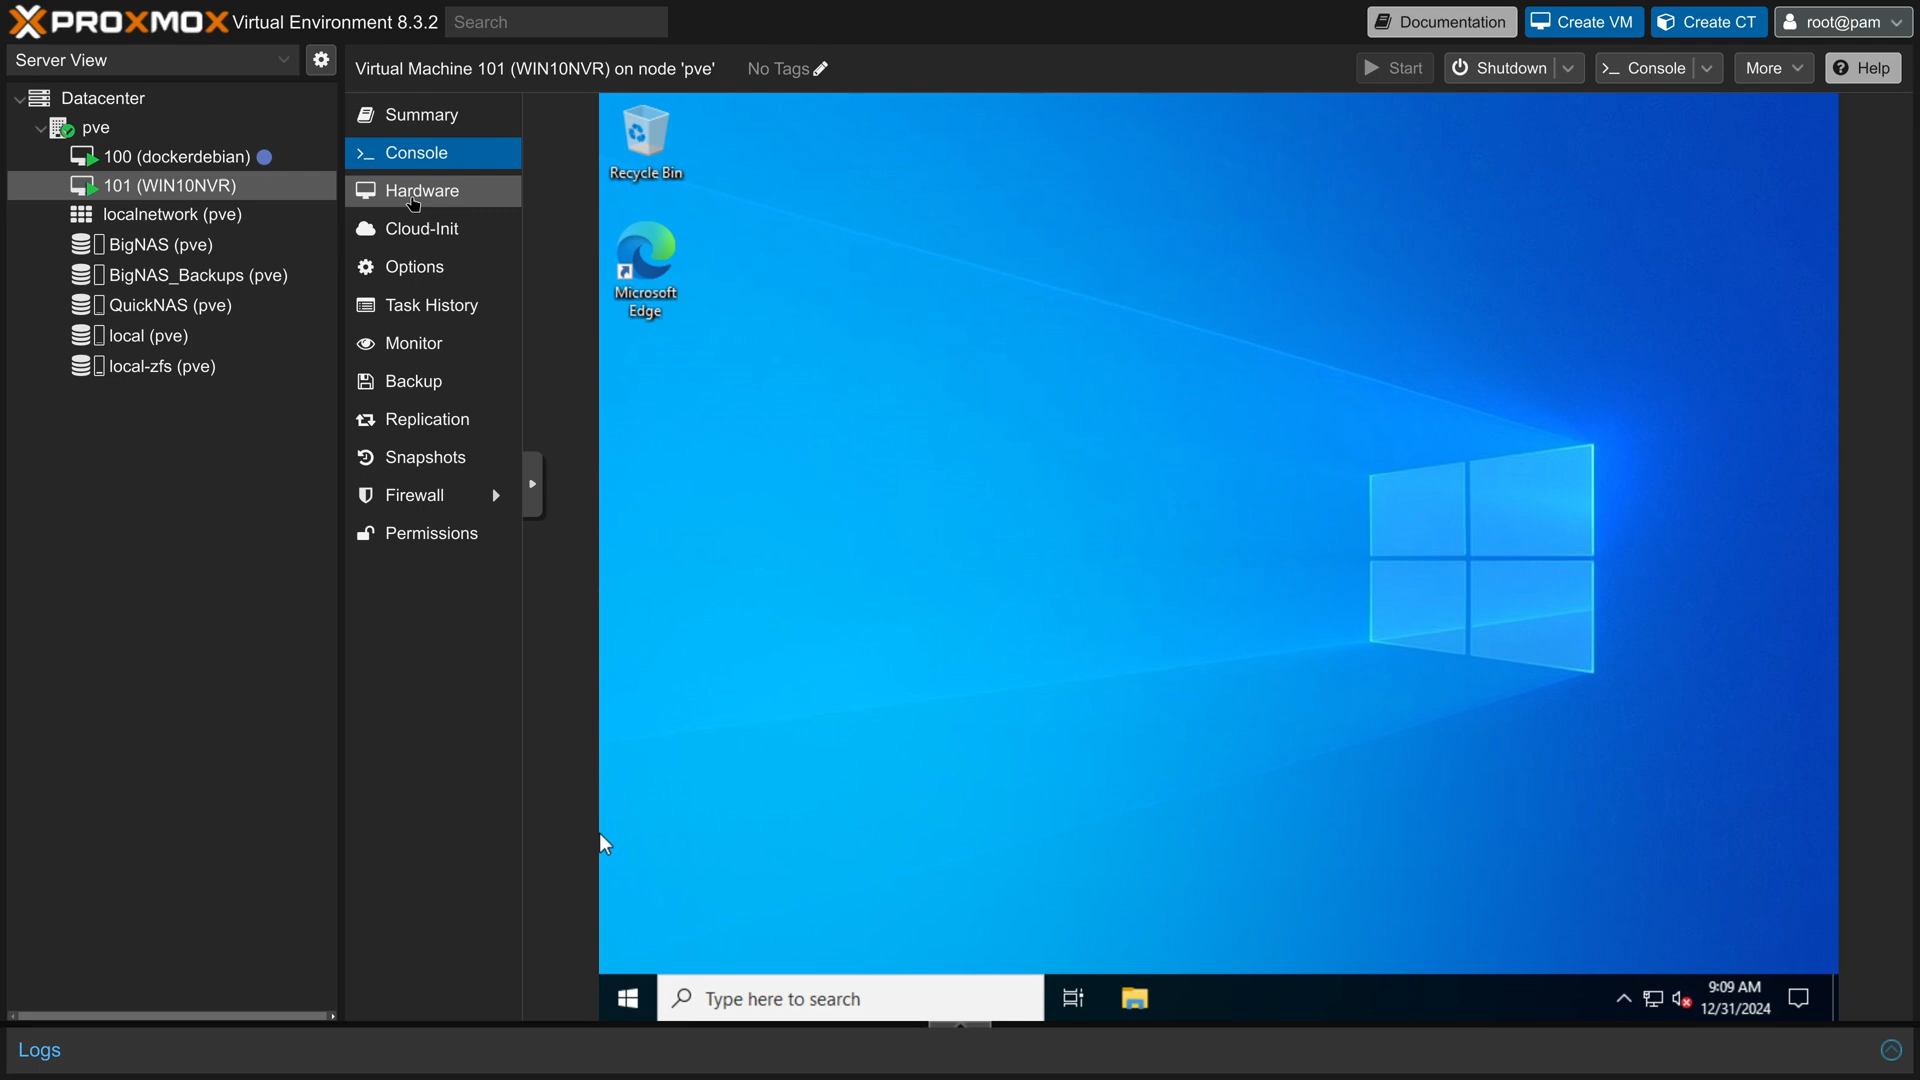 PROXMOX Virtual Environment 8.3.2
Search
Documentation
Create VM
Create CT
root@pam
Server View
Virtual Machine 101 (WIN10NVR) on node 'pve'
No Tags
Start
Shutdown
Console
More
Help
Datacenter
pve
100 (dockerdebian)
101 (WIN10NVR)
localnetwork (pve)
BigNAS (pve)
BigNAS_Backups (pve)
QuickNAS (pve)
local (pve)
local-zfs (pve)
Summary
Console
Hardware
Cloud-Init
Options
Task History
Monitor
Backup
Replication
Snapshots
Firewall
Permissions
Recycle Bin
Microsoft
Edge
Type here to search
9:09 AM
12/31/2024
Logs